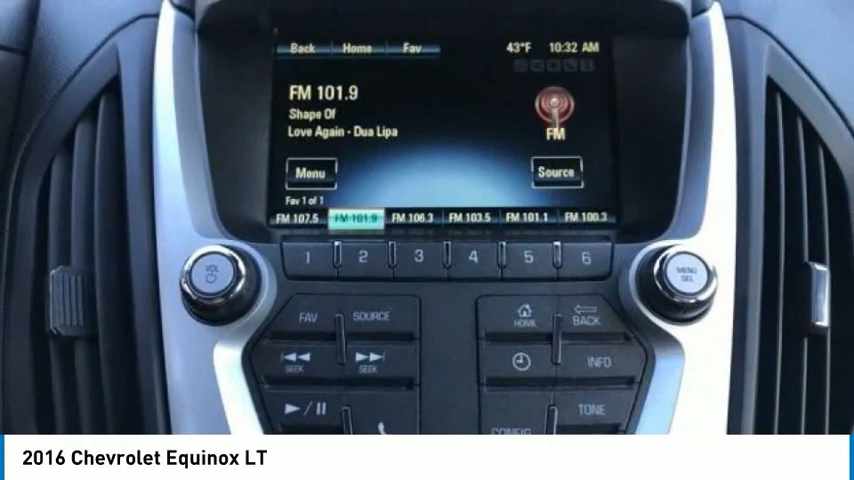 Back Home Fav 43°F 10:32 AM
FM 101.9
Shape Of
Love Again - Dua Lipa
FM
Menu Source
Fav 1 of 1
FM 107.5 FM 101.9 FM 106.3 FM 103.5 FM 101.1 FM 100.3
1 2 3 4 5 6
VOL
MENU
SEL
FAV SOURCE
HOME BACK
SEEK SEEK
INFO
TONE
CONFIG
2016 Chevrolet Equinox LT